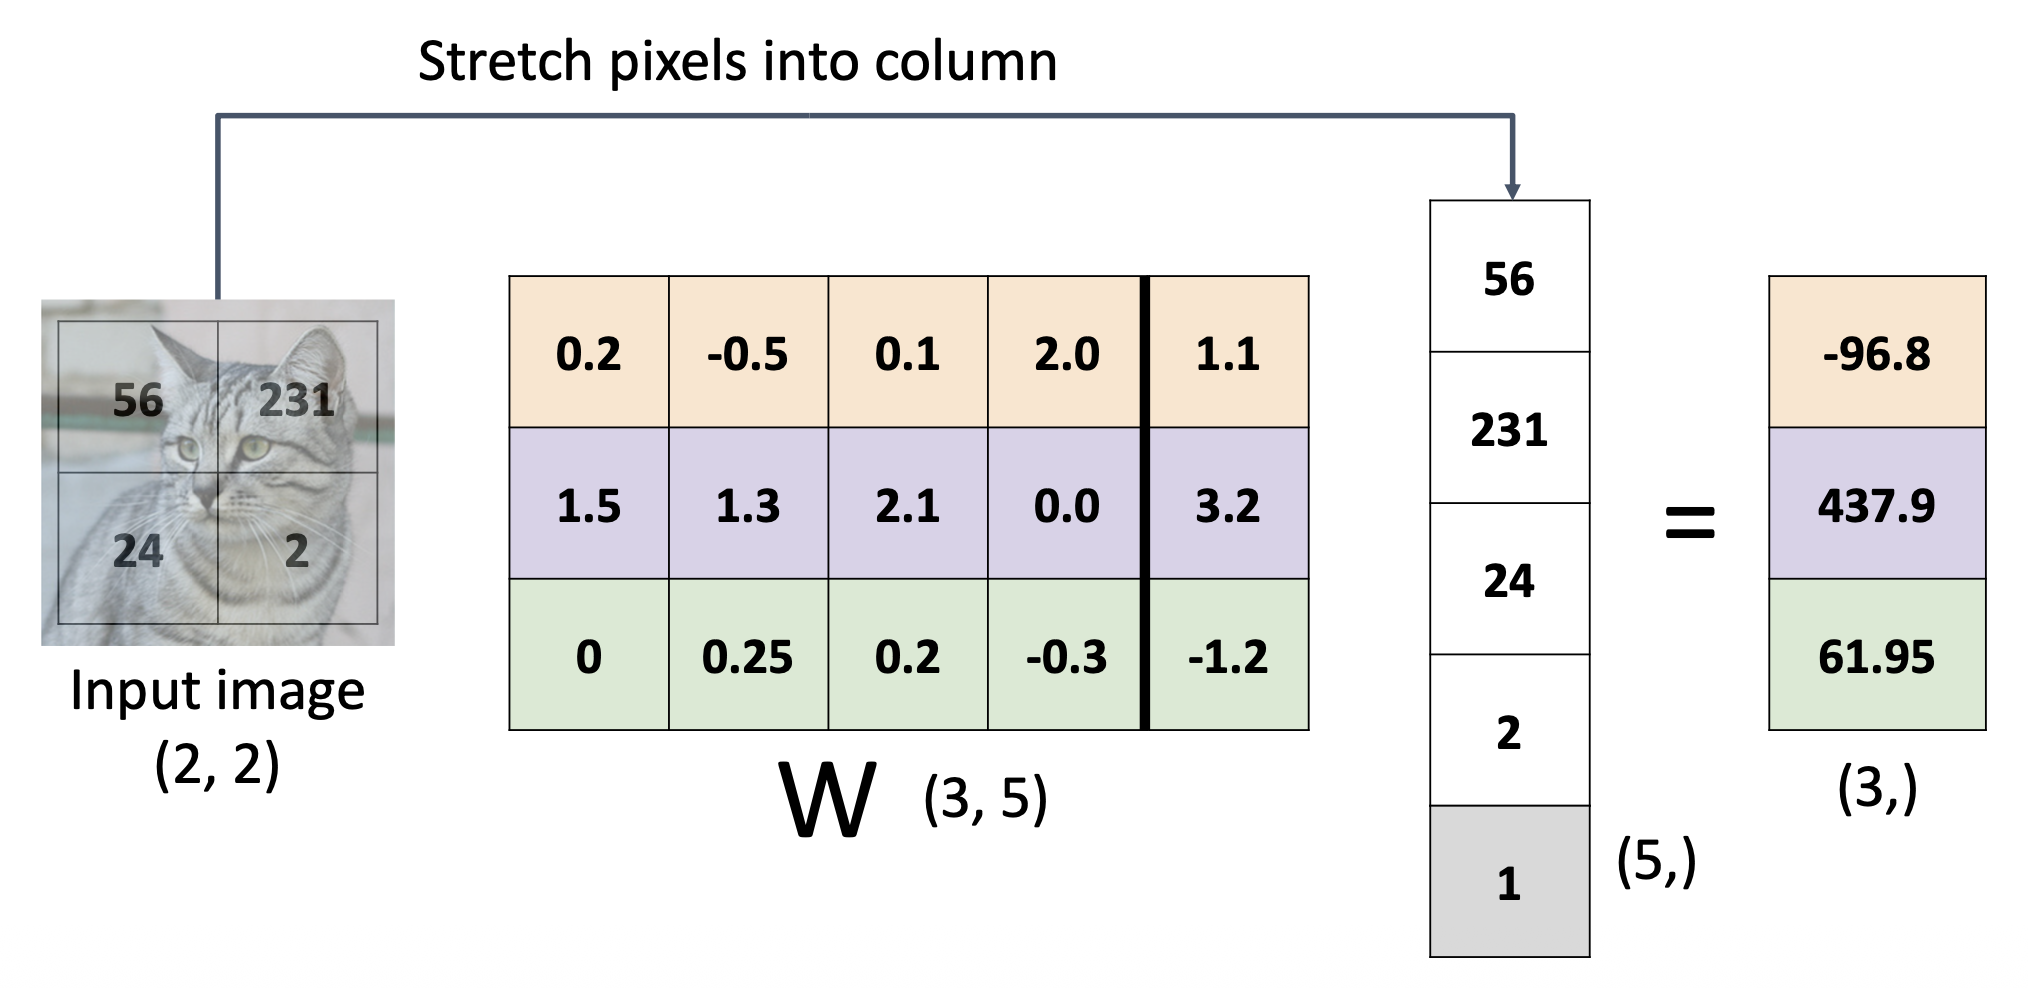 Stretch pixels into column
56 231
24 2
Input image
(2, 2)
0.2 -0.5 0.1 2.0 1.1
1.5 1.3 2.1 0.0 3.2
0 0.25 0.2 -0.3 -1.2
W (3, 5)
56
231
24
2
1
(5,)
=
-96.8
437.9
61.95
(3,)